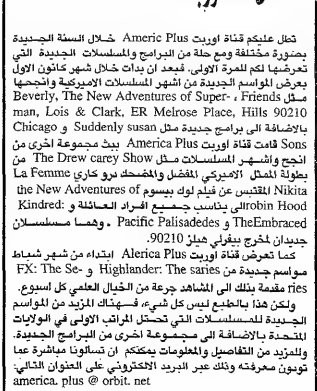 تطل عليكم قناة اوربت Americ Plus خلال السنة الجديدة
بصورة مختلفة ومع حلة من البرامج والمسلسلات الجديدة التي
تعرضها لكم للمرة الاولى. فبعد ان بدات خلال شهر كانون الاول
بعرض المواسم الجديدة من اشهر المسلسلات الاميركية وانجحها
مثل Friends ، Beverly, The New Adventures of Super-
man, Lois & Clark, ER Melrose Place, Hills 90210
بالاضافة الى برامج جديدة مثل Suddenly susan و Chicago
Sons قامت قناة اوربت America Plus ببث مجموعة اخرى من
انجح واشهر المسلسلات مثل The Drew carey Show من
بطولة الممثل الاميركي المفضل والمضحك درو كاري La Femme
Nikita المقتبس عن فيلم لوك بيسوم the New Adventures of
robin Hood الى يناسب جميع افراد العائلة و Kindred:
TheEmbraced و Pacific Palisadedes . وهما مسلسلان
جديدان لمخرج بيفرلي هيلز 90210.
كما تعرض قناة اوربت Alerica Plus ابتداء من شهر شباط
مواسم جديدة من Highlander: The saries و FX: The Se-
ries مقدمة بذلك الى المشاهد جرعة من الخيال العلمي كل اسبوع.
ولكن هذا بالطبع ليس كل شيء، فهناك المزيد من المواسم
الجديدة للمسلسلات التي تحتل المراتب الاولى في الولايات
المتحدة بالاضافة الى مجموعة اخرى من البرامج الجديدة.
وللمزيد من التفاصيل والمعلومات يمكنكم ان تسألونا مباشرة عما
تودون معرفته وذلك عبر البريد الالكتروني على العنوان التالي:
america. plus @ orbit. net